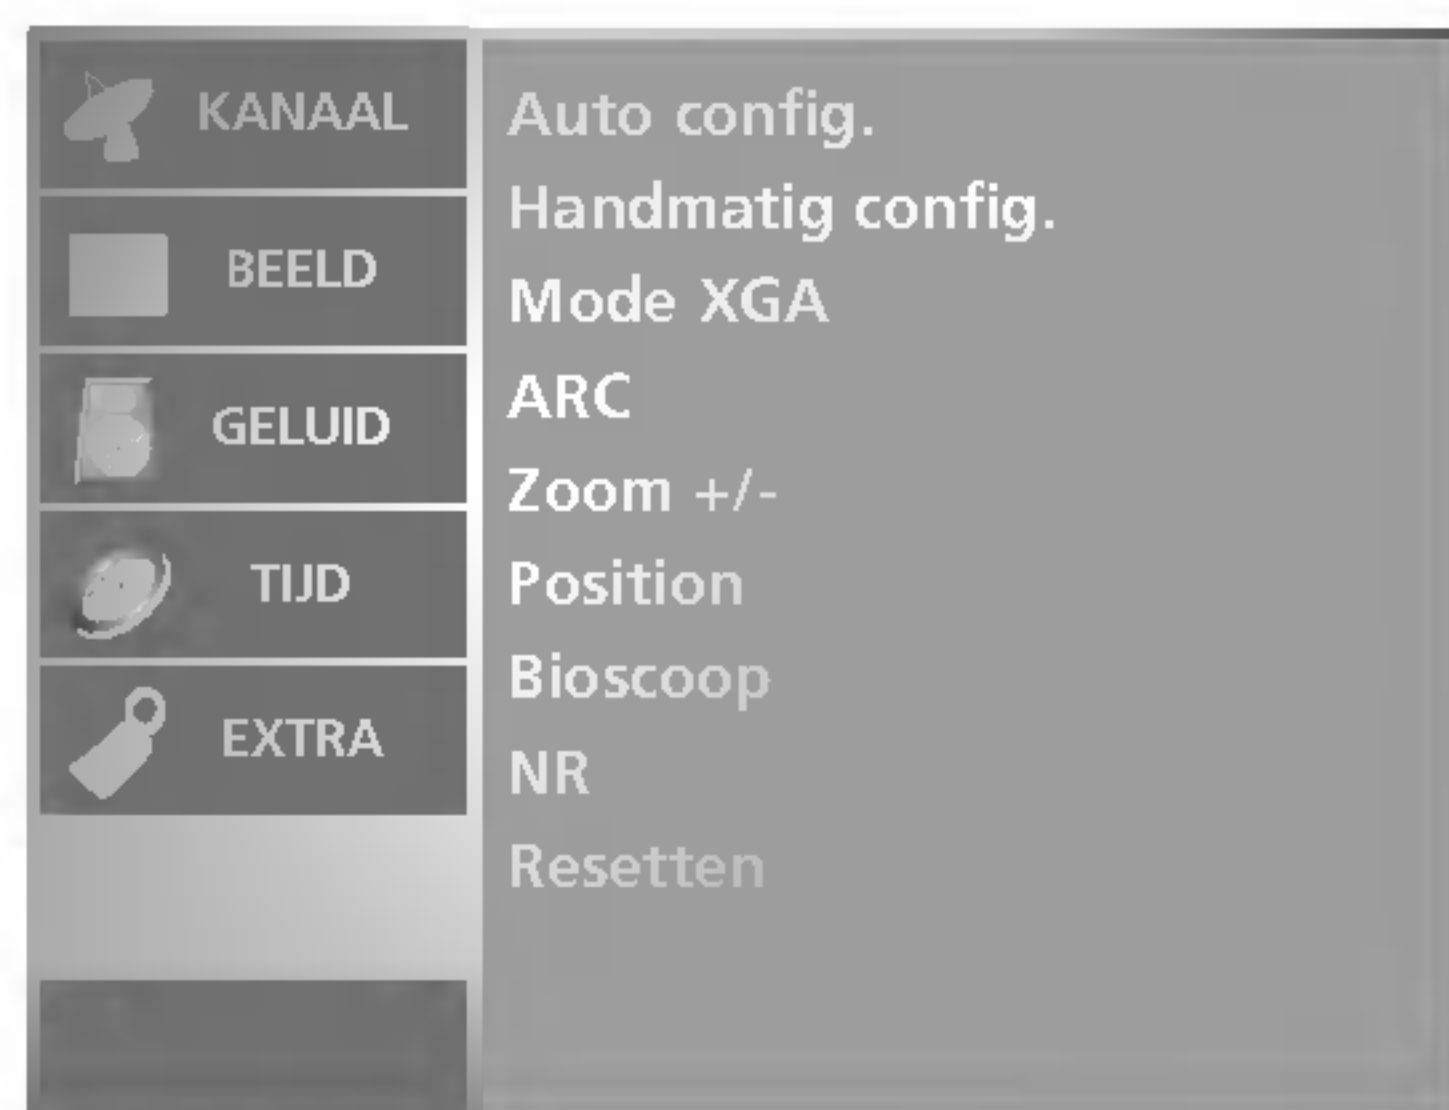 KANAAL
BEELD
GELUID
TIJD
EXTRA
Auto config.
Handmatig config.
Mode XGA
ARC
Zoom +/-
Position
Bioscoop
NR
Resetten